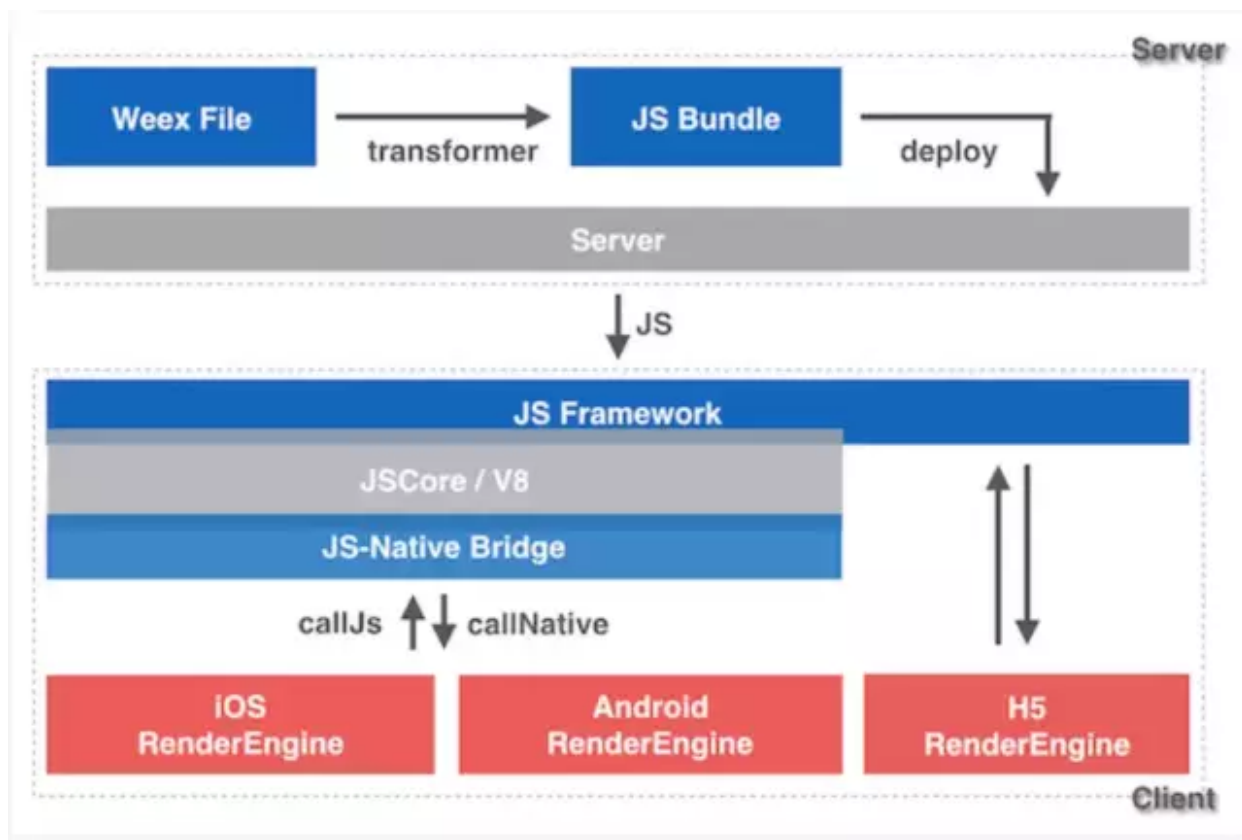 Server
Weex File
transformer
JS Bundle
deploy
Server
JS
JS Framework
JSCore / V8
JS-Native Bridge
callJs
callNative
iOS
RenderEngine
Android
RenderEngine
H5
RenderEngine
Client